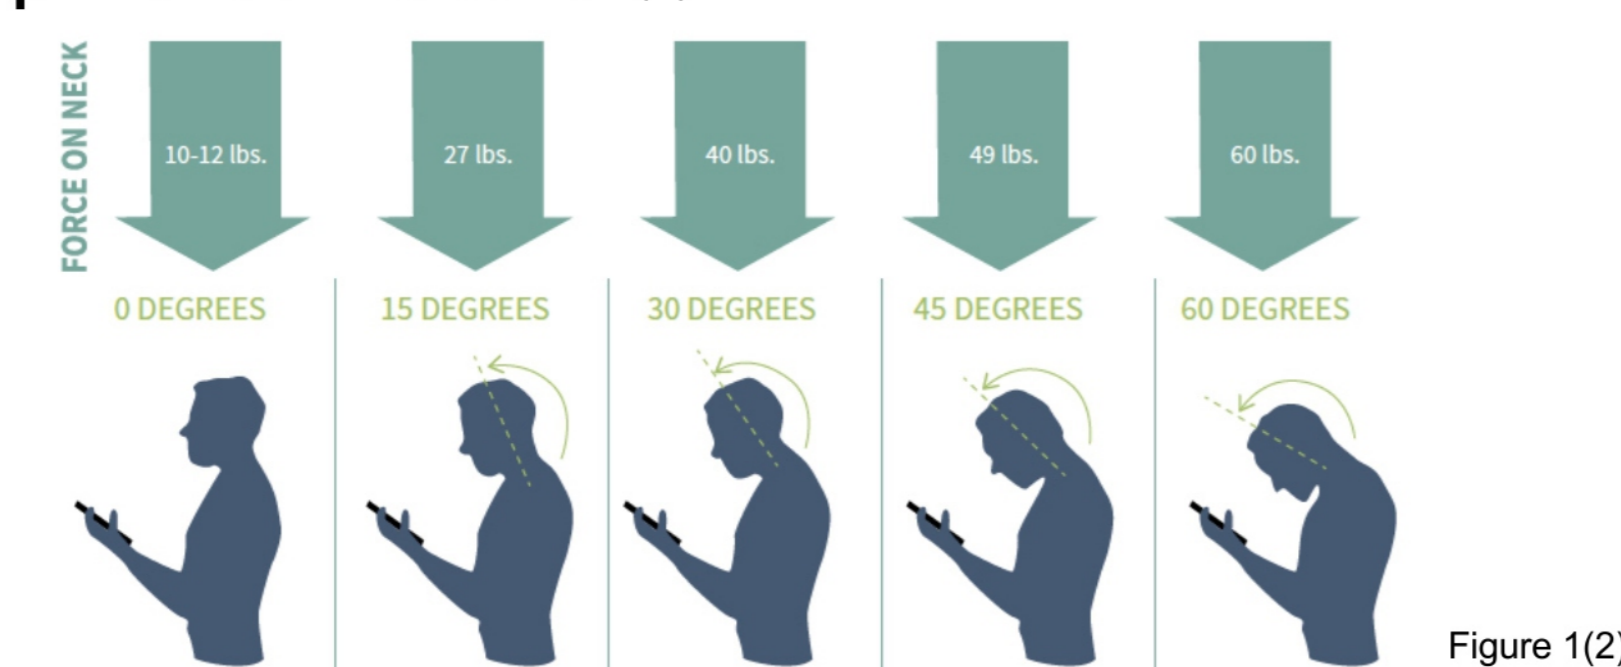 FORCE ON NECK
10-12 lbs.
27 lbs.
40 lbs.
49 lbs.
60 lbs.
0 DEGREES
15 DEGREES
30 DEGREES
45 DEGREES
60 DEGREES
Figure 1(2)